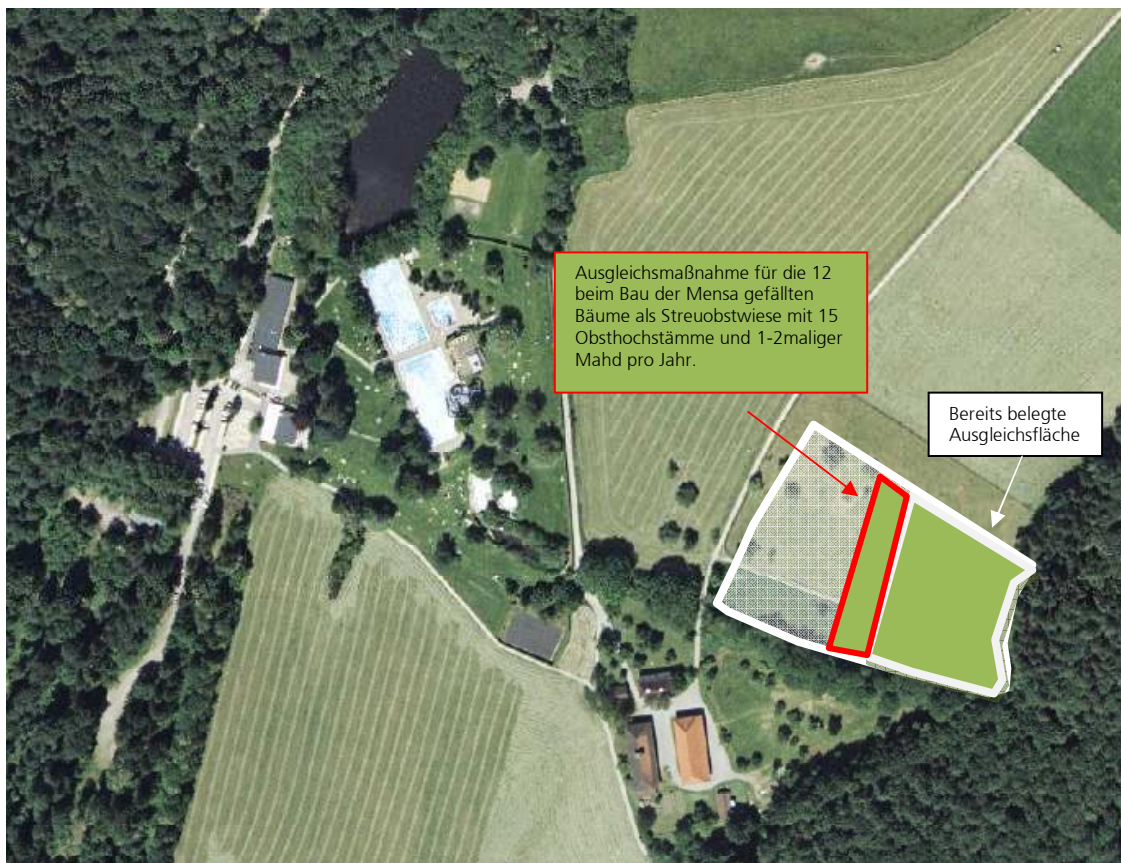 Ausgleichsmaßnahme für die 12
beim Bau der Mensa gefällten
Bäume als Streuobstwiese mit 15
Obsthochstämme und 1-2maliger
Mahd pro Jahr.
Bereits belegte
Ausgleichsfläche